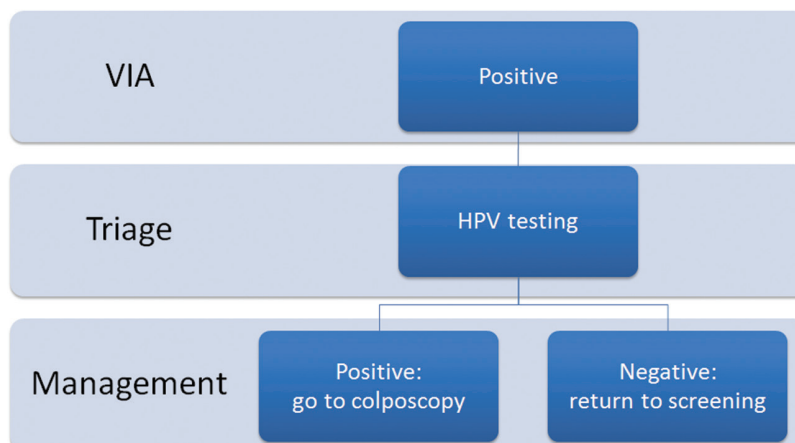 VIA
Positive
Triage
HPV testing
Management
Positive:
go to colposcopy
Negative:
return to screening